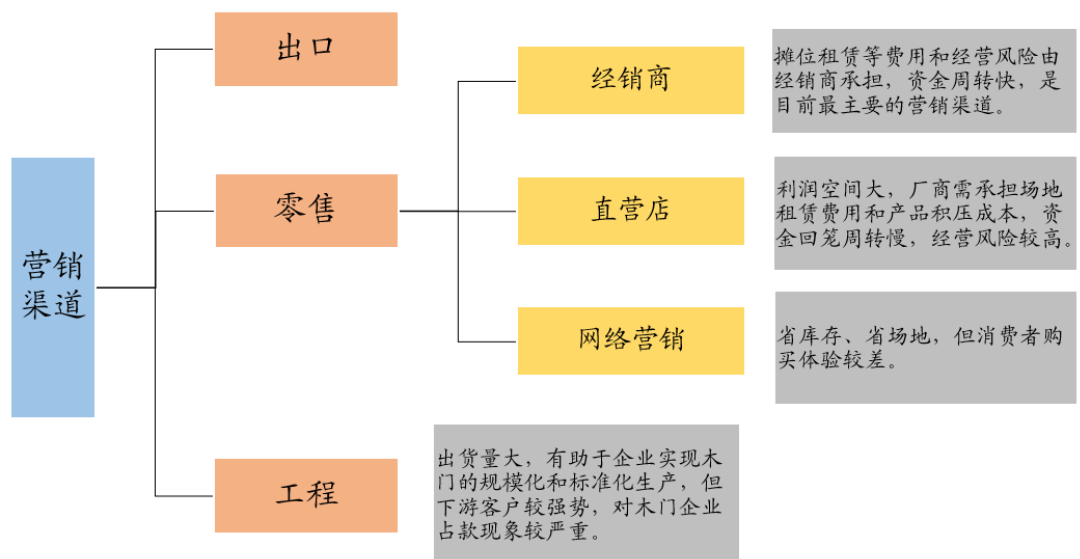 营销
渠道
出口
零售
经销商
摊位租赁等费用和经营风险由
经销商承担，资金周转快，是
目前最主要的营销渠道。
直营店
利润空间大，厂商需承担场地
租赁费用和产品积压成本，资
金回笼周转慢，经营风险较高。
网络营销
省库存、省场地，但消费者购
买体验较差。
工程
出货量大，有助于企业实现木
门的规模化和标准化生产，但
下游客户较强势，对木门企业
占款现象较严重。